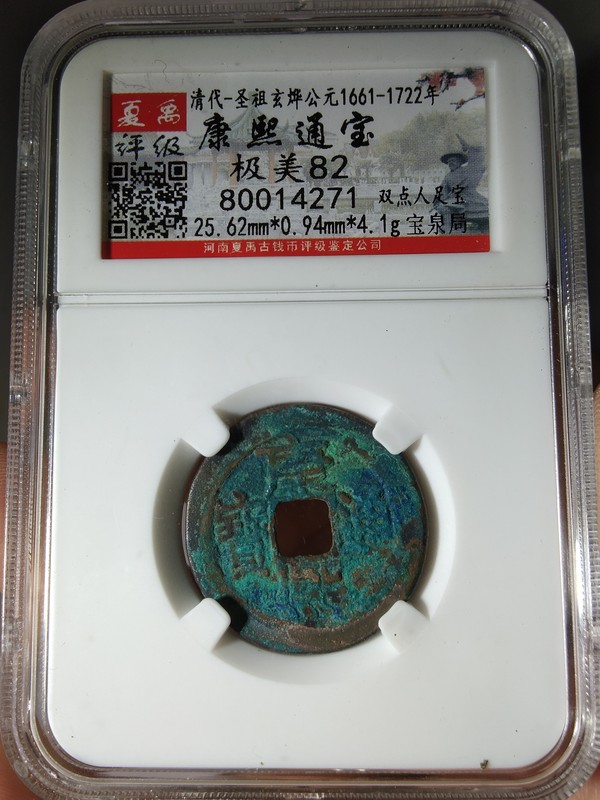 清代-圣祖玄烨公元1661-1722年
夏禹
评级
康熙通宝
极美82
80014271 双点人足宝
25.62mm*0.94mm*4.1g 宝泉局
河南夏禹古钱币评级鉴定公司